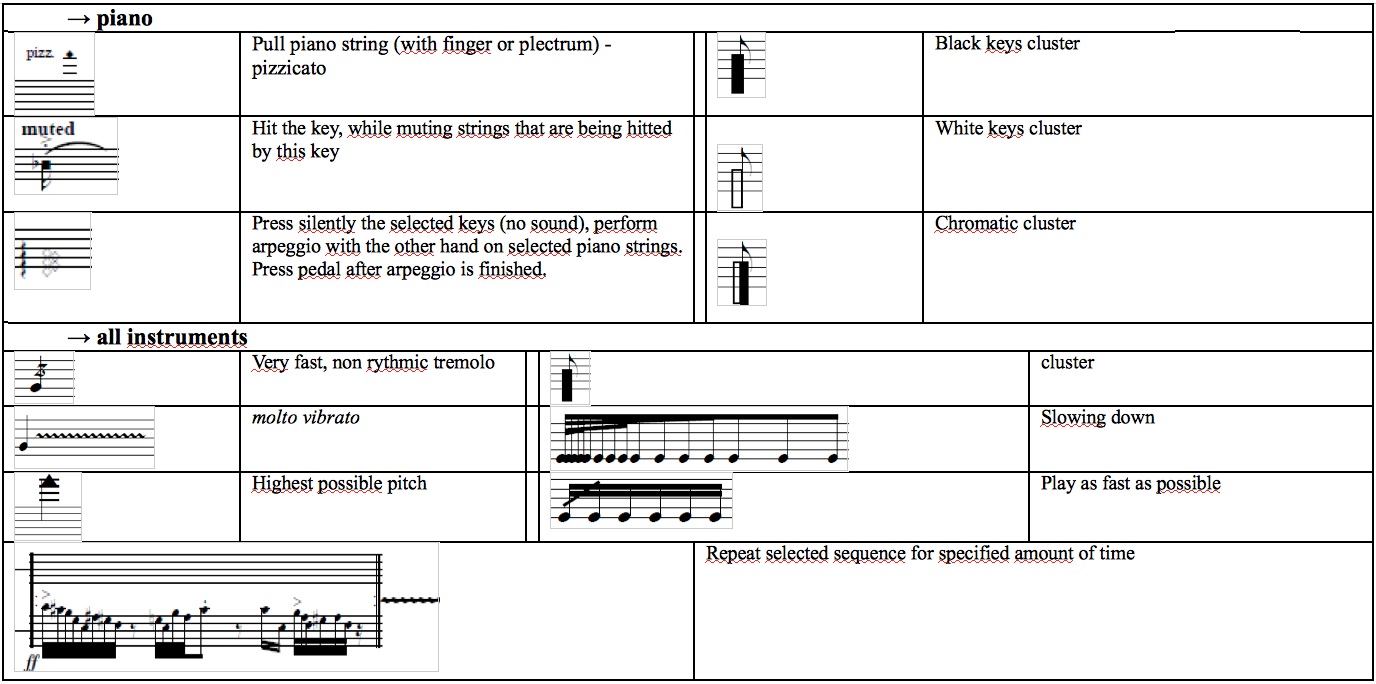 → piano
pizz.
Pull piano string (with finger or plectrum) -
pizzicato
Black keys cluster
muted
Hit the key, while muting strings that are being hitted
by this key
White keys cluster
Press silently the selected keys (no sound), perform
arpeggio with the other hand on selected piano strings.
Press pedal after arpeggio is finished.
Chromatic cluster
→ all instruments
Very fast, non rythmic tremolo
cluster
molto vibrato
Slowing down
Highest possible pitch
Play as fast as possible
Repeat selected sequence for specified amount of time
ff